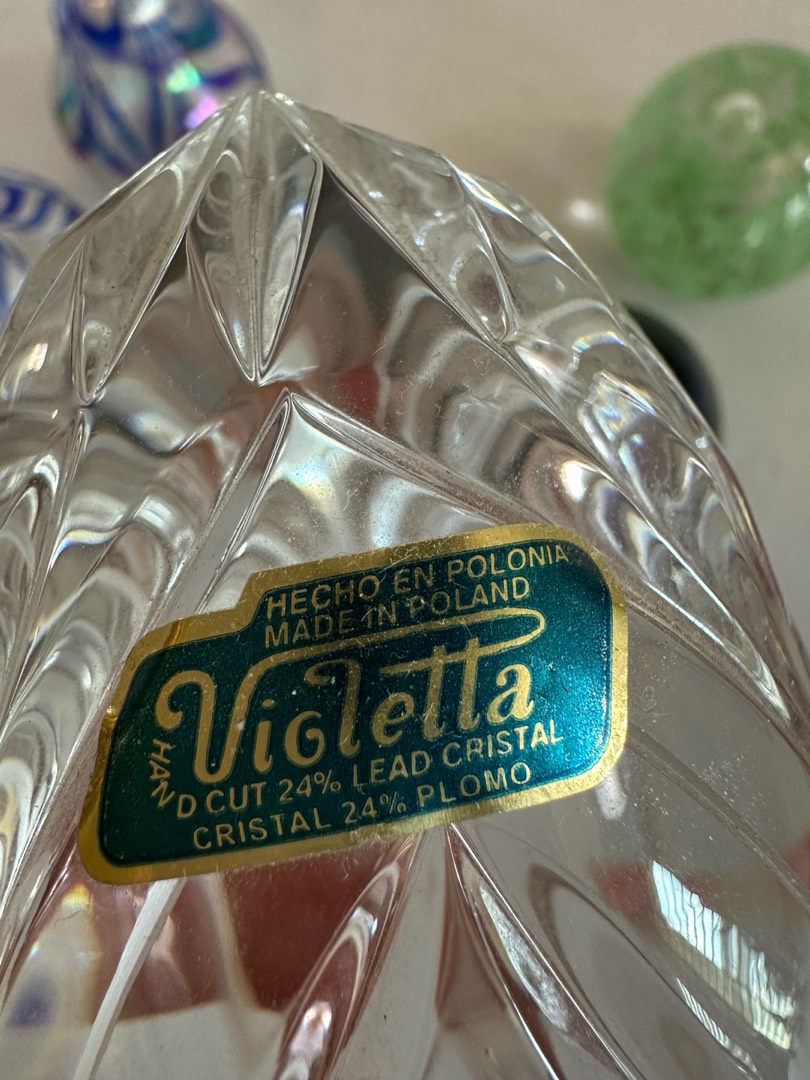 HECHO EN POLONIA
MADE IN POLAND
Violetta
HAND CUT 24% LEAD CRISTAL
CRISTAL 24% PLOMO